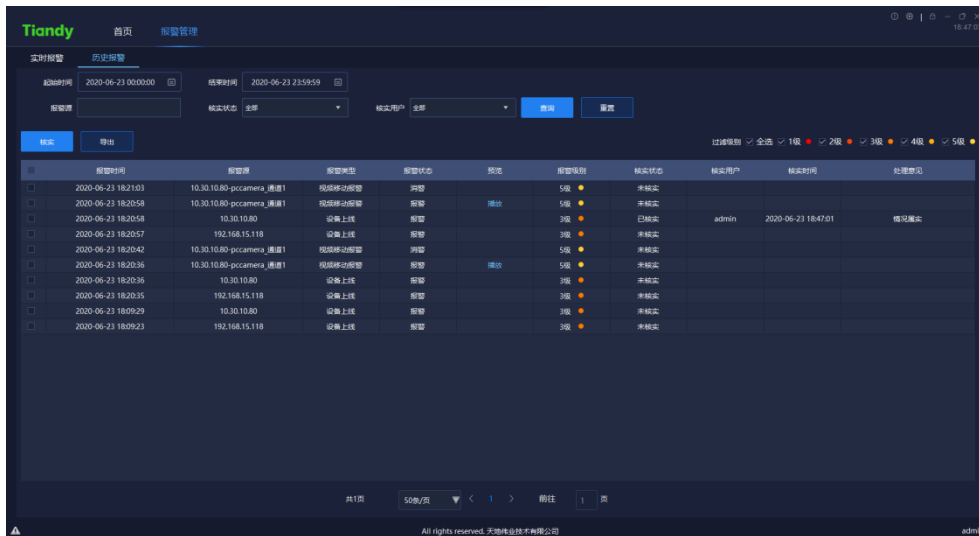 Tiandy 首页 报警管理
18:47:0
实时报警 历史报警
起始时间 2020-06-23 00:00:00 结束时间 2020-06-23 23:59:59
报警源 核实状态 全部 核实用户 全部 查询 重置
核实 导出 过滤级别 全选 1级 2级 3级 4级 5级
报警时间 报警源 报警类型 报警状态 预览 报警级别 核实状态 核实用户 核实时间 处理意见
2020-06-23 18:21:03 10.30.10.80-pccamera_通道1 视频移动报警 消警 5级 未核实
2020-06-23 18:20:58 10.30.10.80-pccamera_通道1 视频移动报警 报警 播放 5级 未核实
2020-06-23 18:20:58 10.30.10.80 设备上线 报警 3级 已核实 admin 2020-06-23 18:47:01 情况属实
2020-06-23 18:20:57 192.168.15.118 设备上线 报警 3级 未核实
2020-06-23 18:20:42 10.30.10.80-pccamera_通道1 视频移动报警 消警 5级 未核实
2020-06-23 18:20:36 10.30.10.80-pccamera_通道1 视频移动报警 报警 播放 5级 未核实
2020-06-23 18:20:36 10.30.10.80 设备上线 报警 3级 未核实
2020-06-23 18:20:35 192.168.15.118 设备上线 报警 3级 未核实
2020-06-23 18:09:29 10.30.10.80 设备上线 报警 3级 未核实
2020-06-23 18:09:23 192.168.15.118 设备上线 报警 3级 未核实
共1页 50条/页 1 前往 1 页
All rights reserved. 天地伟业技术有限公司 admi